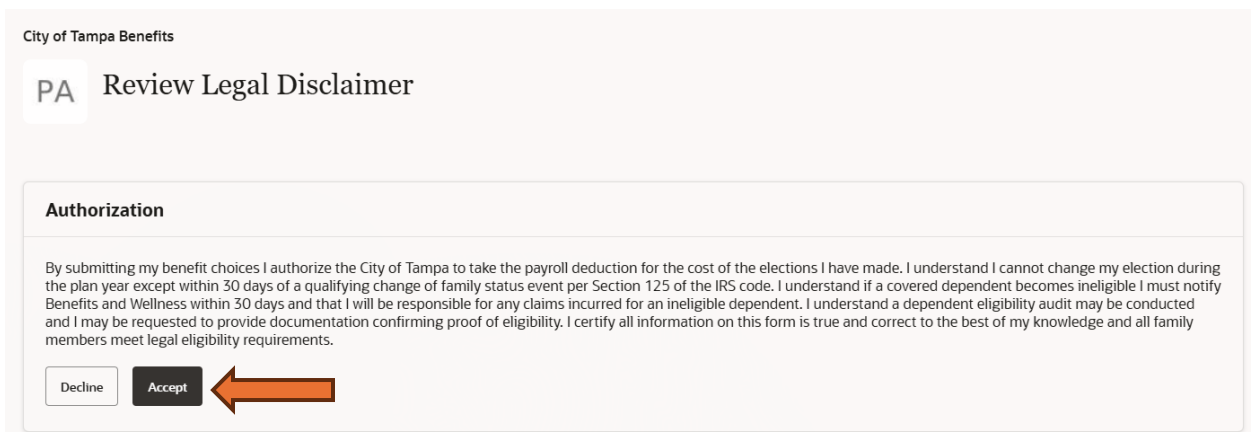 City of Tampa Benefits
PA
Review Legal Disclaimer
Authorization
By submitting my benefit choices I authorize the City of Tampa to take the payroll deduction for the cost of the elections I have made. I understand I cannot change my election during
the plan year except within 30 days of a qualifying change of family status event per Section 125 of the IRS code. I understand if a covered dependent becomes ineligible I must notify
Benefits and Wellness within 30 days and that I will be responsible for any claims incurred for an ineligible dependent. I understand a dependent eligibility audit may be conducted
and I may be requested to provide documentation confirming proof of eligibility. I certify all information on this form is true and correct to the best of my knowledge and all family
members meet legal eligibility requirements.
Decline Accept